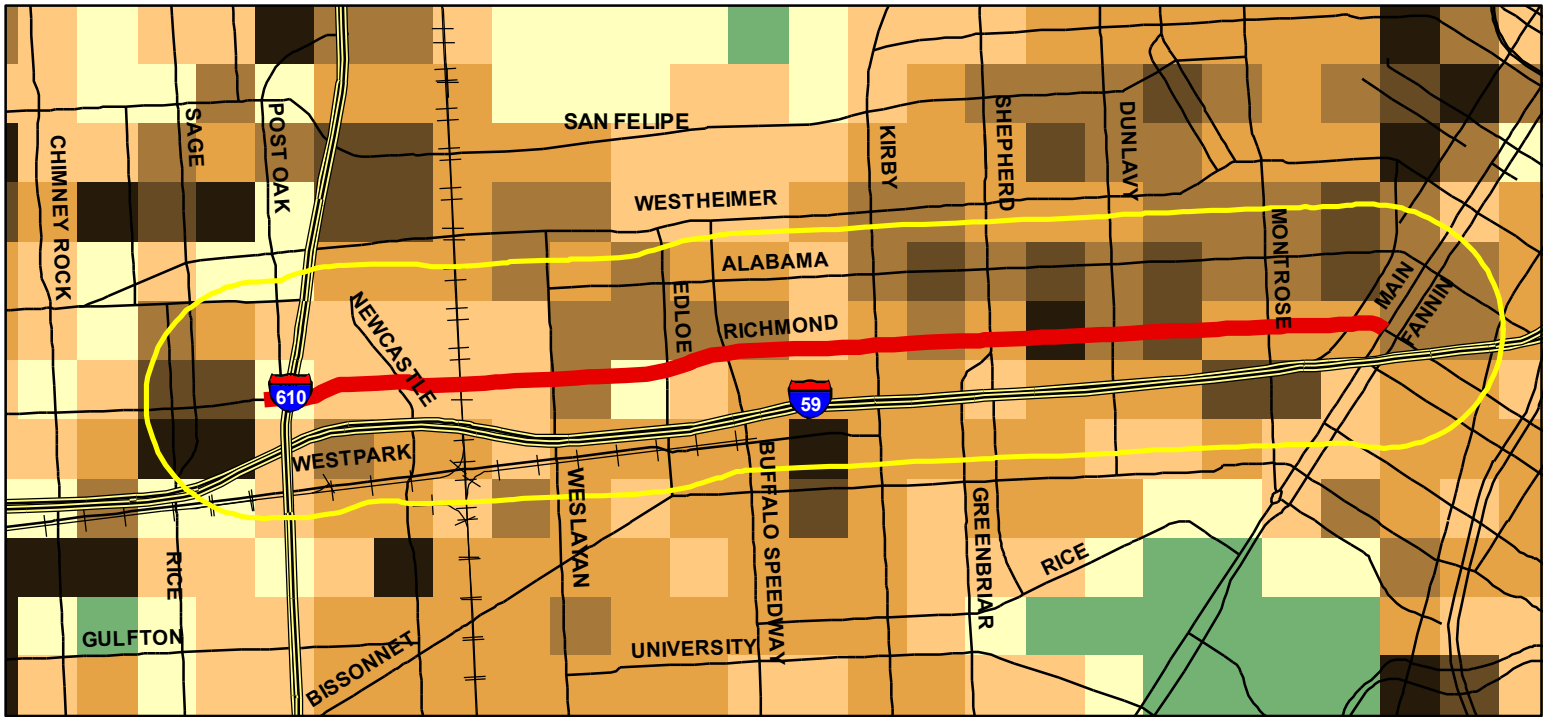 SAN FELIPE
SAGE
POST OAK
CHIMNEY ROCK
KIRBY
SHEPHERD
DUNLAVY
WESTHEIMER
MONTROSE
ALABAMA
MAIN
FANNIN
EDLOE
RICHMOND
NEWCASTLE
610
59
WESTPARK
BUFFALO SPEEDWAY
WESLAYAN
GREENBRIAR
RICE
RICE
GULFTON
BISSONNET
UNIVERSITY